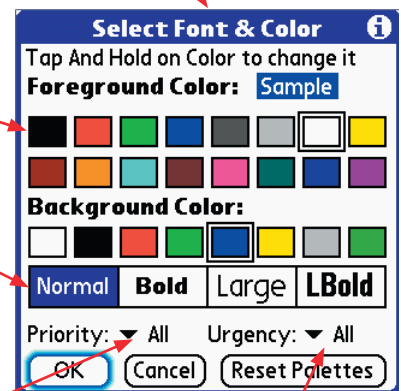 Select Font & Color i
Tap And Hold on Color to change it
Foreground Color: Sample
Background Color:
Normal Bold Large LBold
Priority: All Urgency: All
OK Cancel Reset Palettes